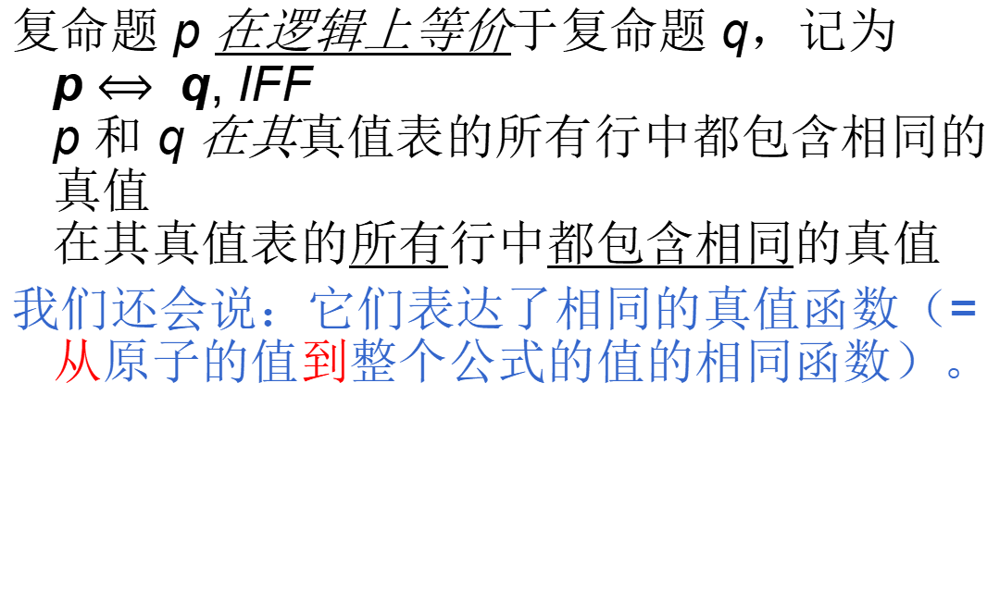 复命题 p 在逻辑上等价于复命题 q，记为
p ⇔ q, IFF
p 和 q 在其真值表的所有行中都包含相同的
真值
在其真值表的所有行中都包含相同的真值
我们还会说：它们表达了相同的真值函数（=
从原子的值到整个公式的值的相同函数）。